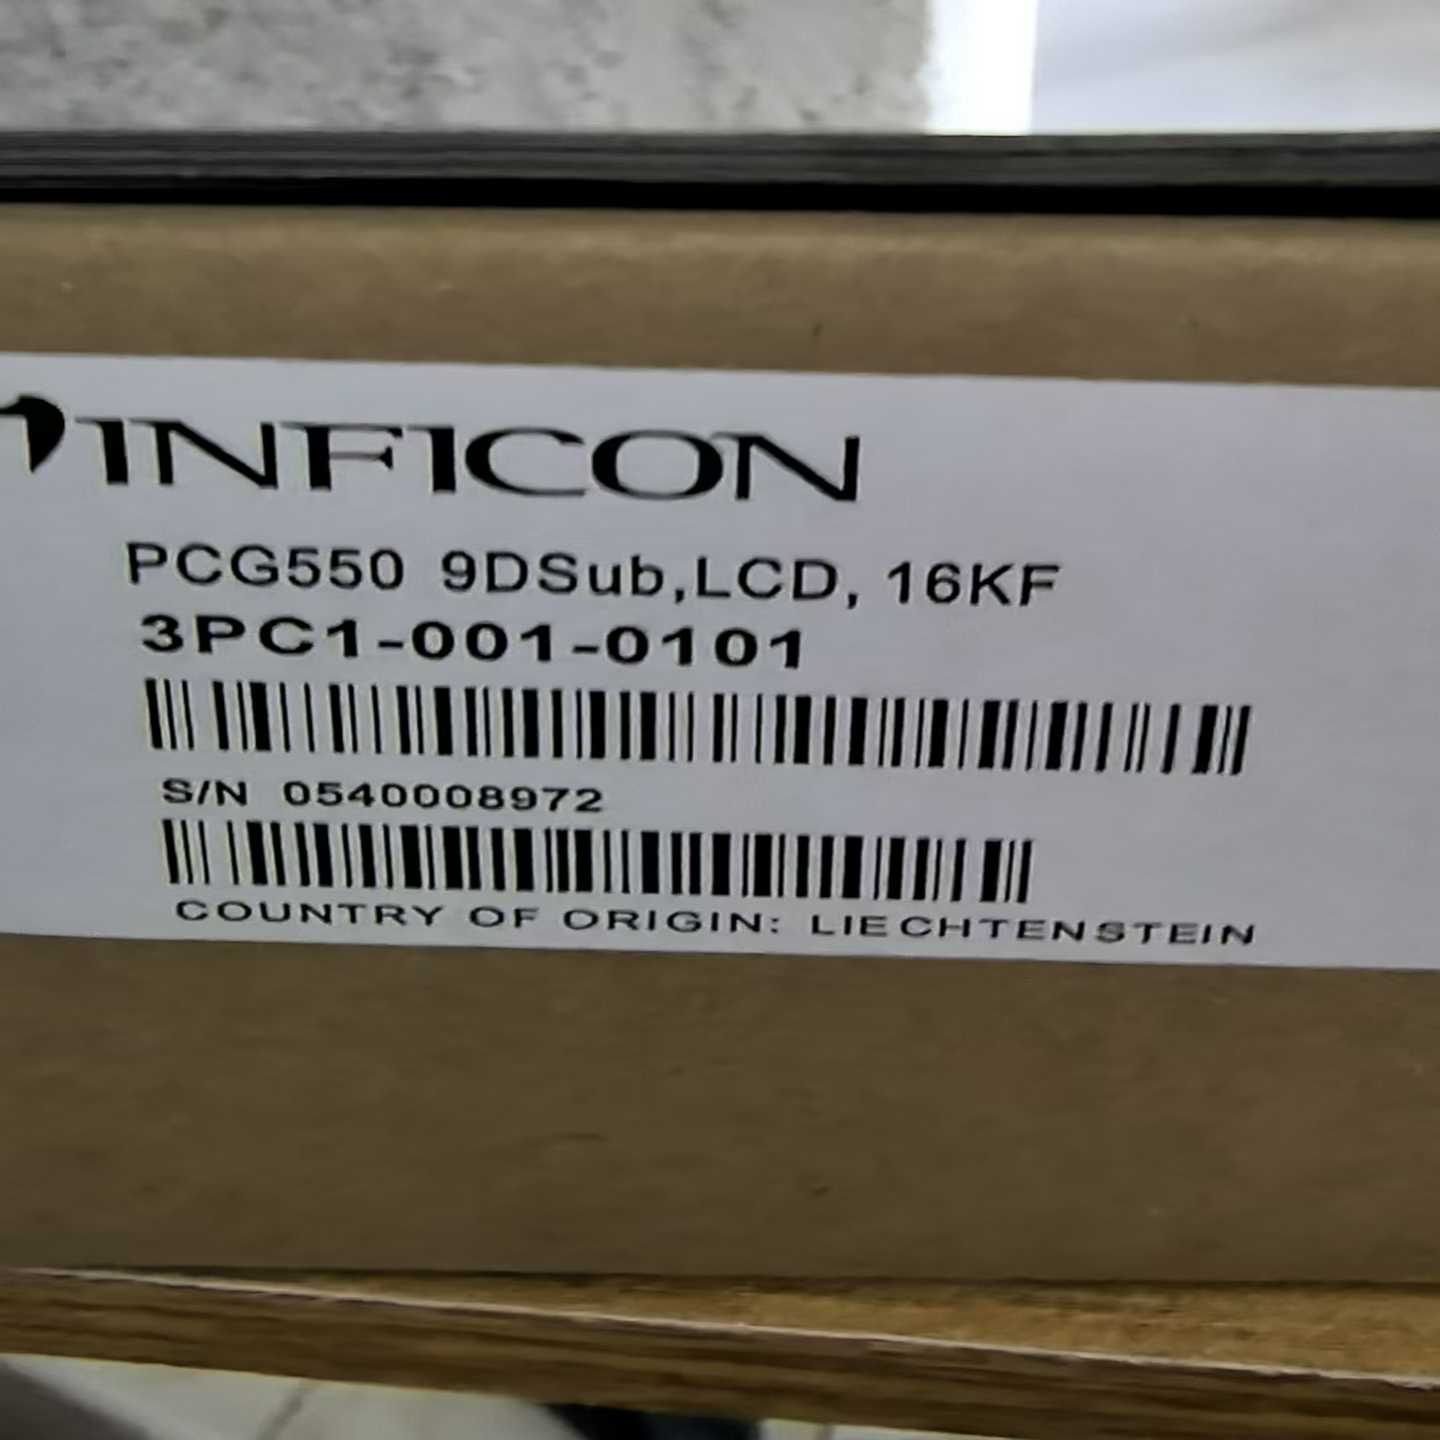 INFICON
PCG550 9DSub,LCD, 16KF
3PC1-001-0101
S/N 0540008972
COUNTRY OF ORIGIN: LIECHTENSTEIN